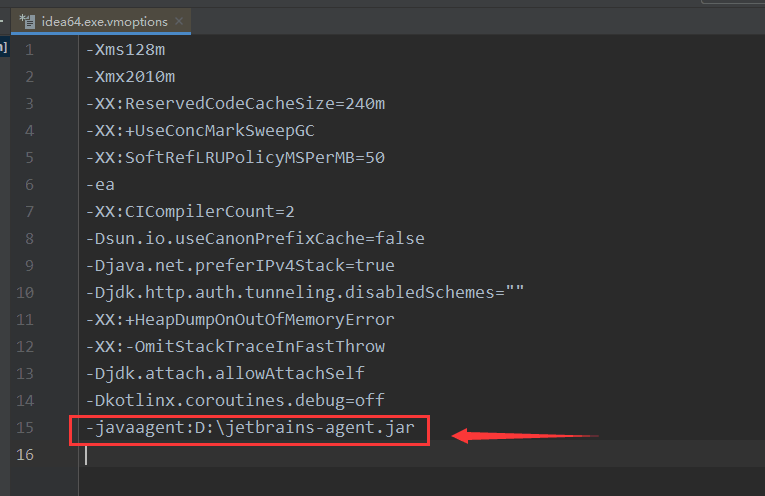 idea64.exe.vmoptions
1 -Xms128m
2 -Xmx2010m
3 -XX:ReservedCodeCacheSize=240m
4 -XX:+UseConcMarkSweepGC
5 -XX:SoftRefLRUPolicyMSPerMB=50
6 -ea
7 -XX:CICompilerCount=2
8 -Dsun.io.useCanonPrefixCache=false
9 -Djava.net.preferIPv4Stack=true
10 -Djdk.http.auth.tunneling.disabledSchemes=""
11 -XX:+HeapDumpOnOutOfMemoryError
12 -XX:-OmitStackTraceInFastThrow
13 -Djdk.attach.allowAttachSelf
14 -Dkotlinx.coroutines.debug=off
15 -javaagent:D:\jetbrains-agent.jar
16